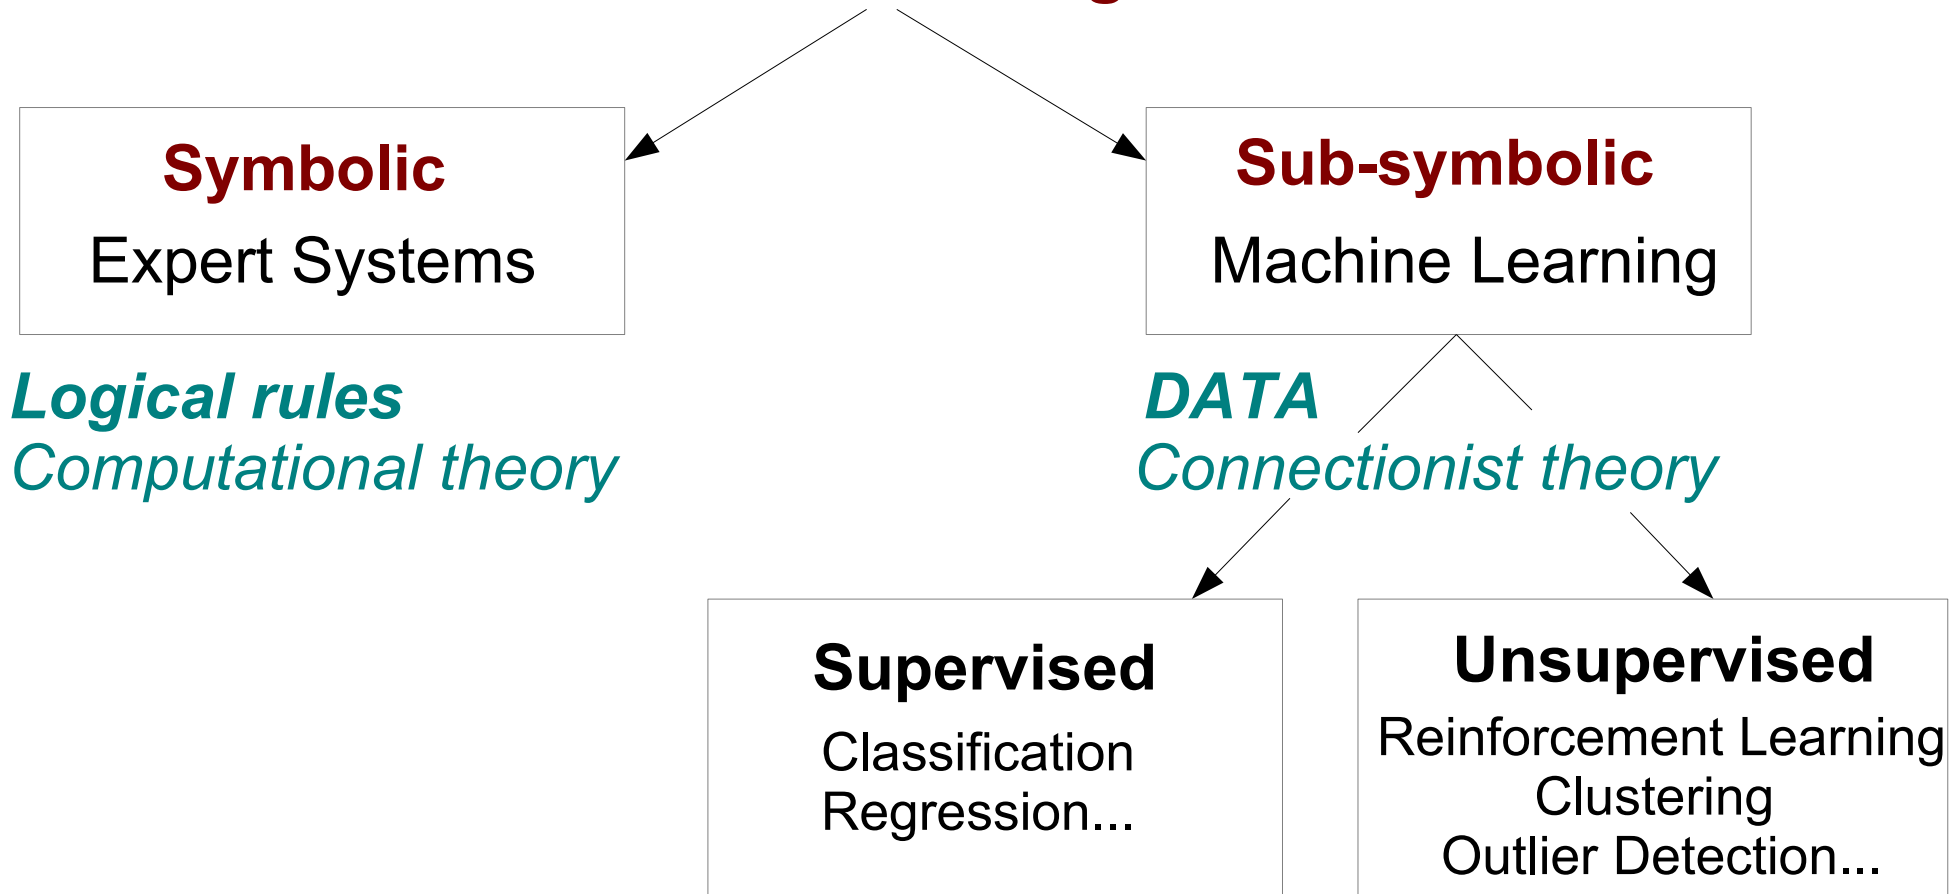 Symbolic
Expert Systems
Sub-symbolic
Machine Learning
Logical rules
Computational theory
DATA
Connectionist theory
Supervised
Classification
Regression...
Unsupervised
Reinforcement Learning
Clustering
Outlier Detection...